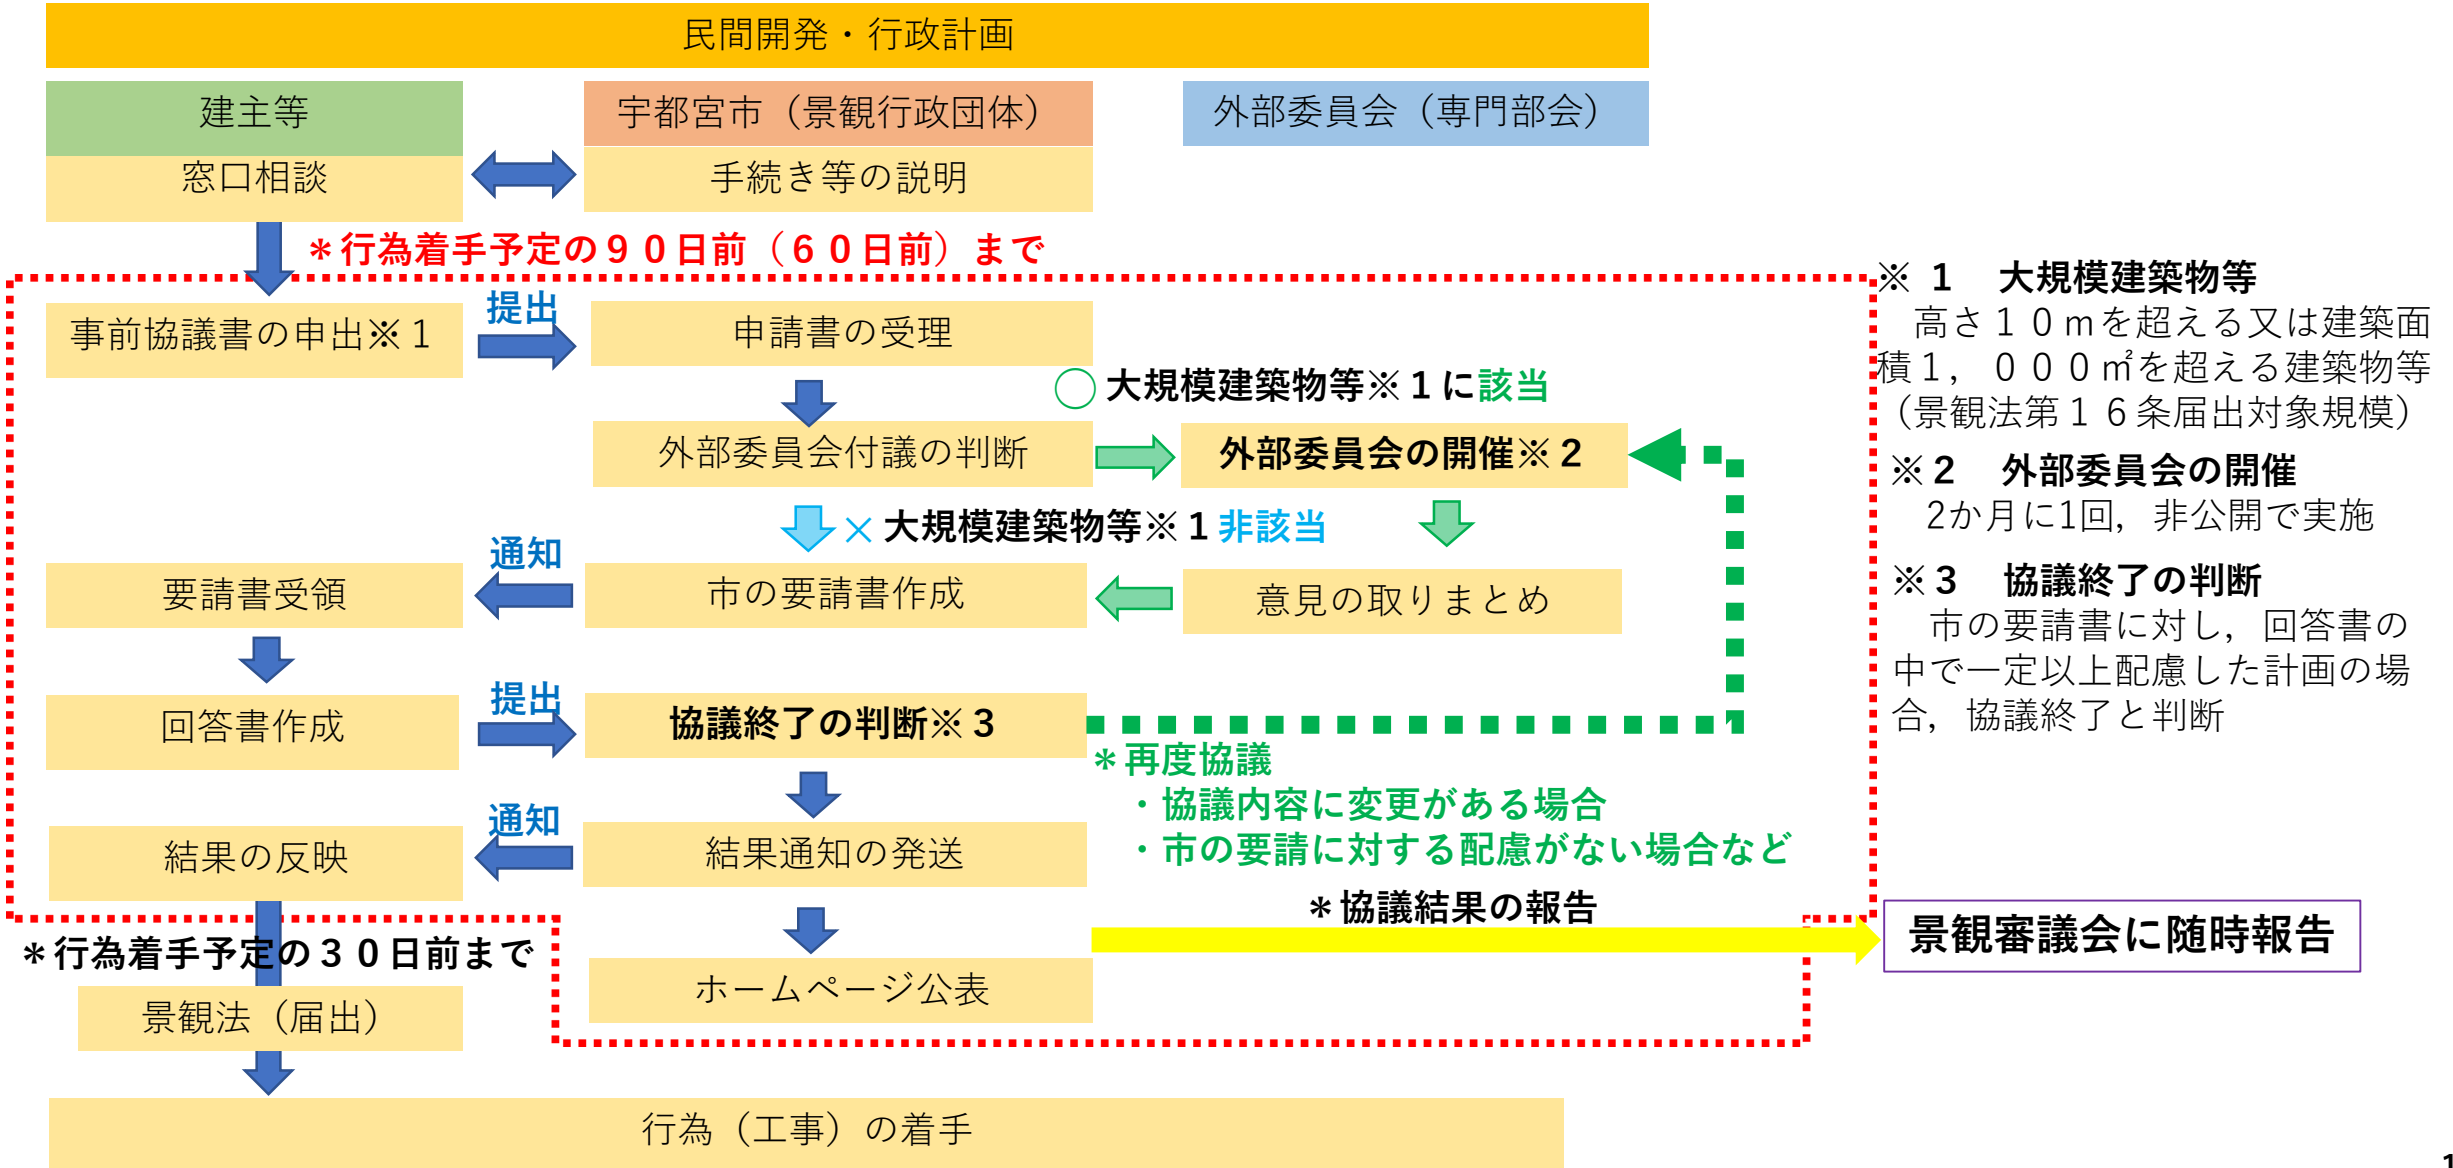 民間開発・行政計画
建主等
宇都宮市（景観行政団体）
外部委員会（専門部会）
窓口相談
手続き等の説明
＊行為着手予定の９０日前（６０日前）まで
事前協議書の申出※１
提出
申請書の受理
○ 大規模建築物等※１に該当
外部委員会付議の判断
外部委員会の開催※２
× 大規模建築物等※１ 非該当
要請書受領
通知
市の要請書作成
意見の取りまとめ
回答書作成
提出
協議終了の判断※３
＊再度協議
・協議内容に変更がある場合
・市の要請に対する配慮がない場合など
結果の反映
通知
結果通知の発送
＊協議結果の報告
＊行為着手予定の３０日前まで
景観法（届出）
ホームページ公表
行為（工事）の着手
※１　大規模建築物等
高さ１０ｍを超える又は建築面
積１，０００㎡を超える建築物等
（景観法第１６条届出対象規模）
※２　外部委員会の開催
2か月に1回，非公開で実施
※３　協議終了の判断
市の要請書に対し，回答書の
中で一定以上配慮した計画の場
合，協議終了と判断
景観審議会に随時報告
1